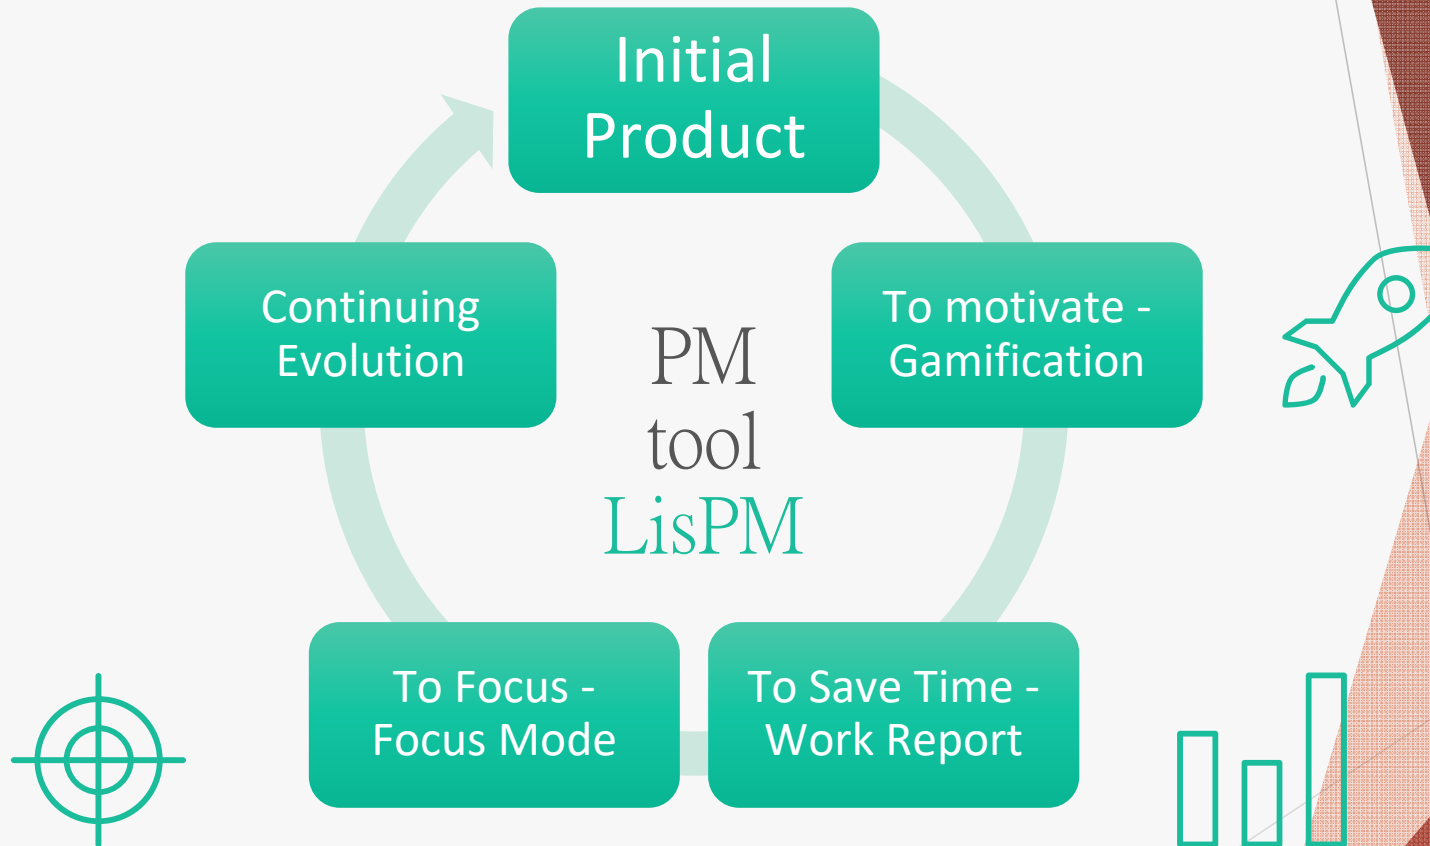 Initial
Product
To motivate -
Gamification
To Save Time -
Work Report
To Focus -
Focus Mode
Continuing
Evolution
PM
tool
LisPM